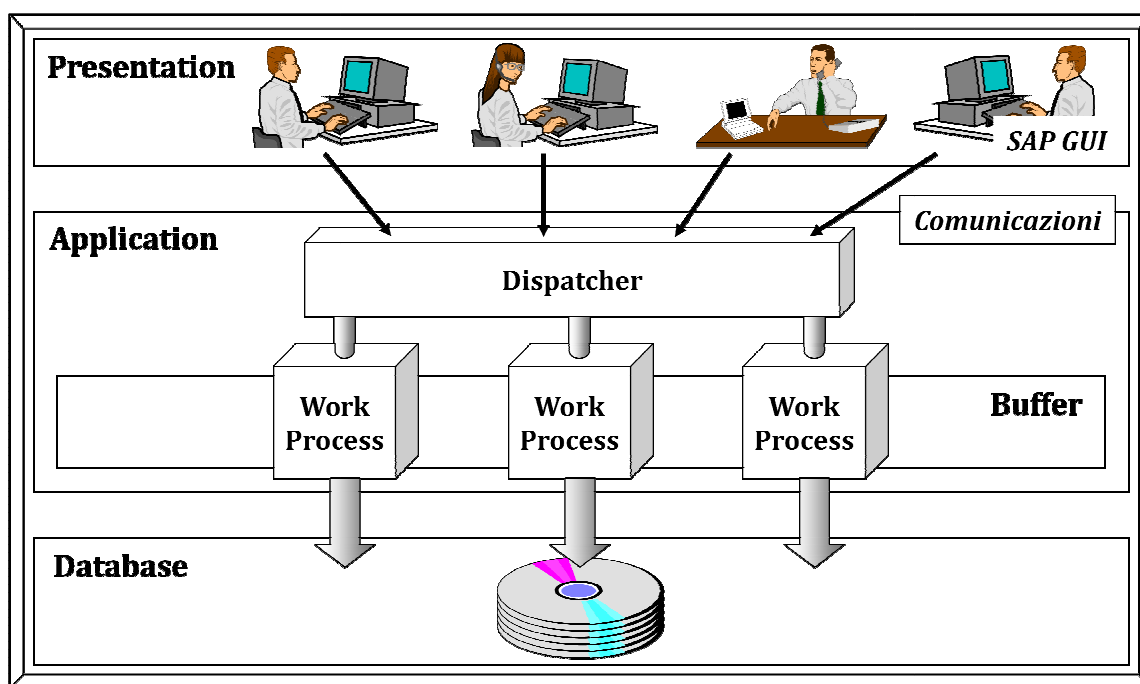 Presentation
SAP GUI
Comunicazioni
Application
Dispatcher
Work
Process
Work
Process
Work
Process
Buffer
Database